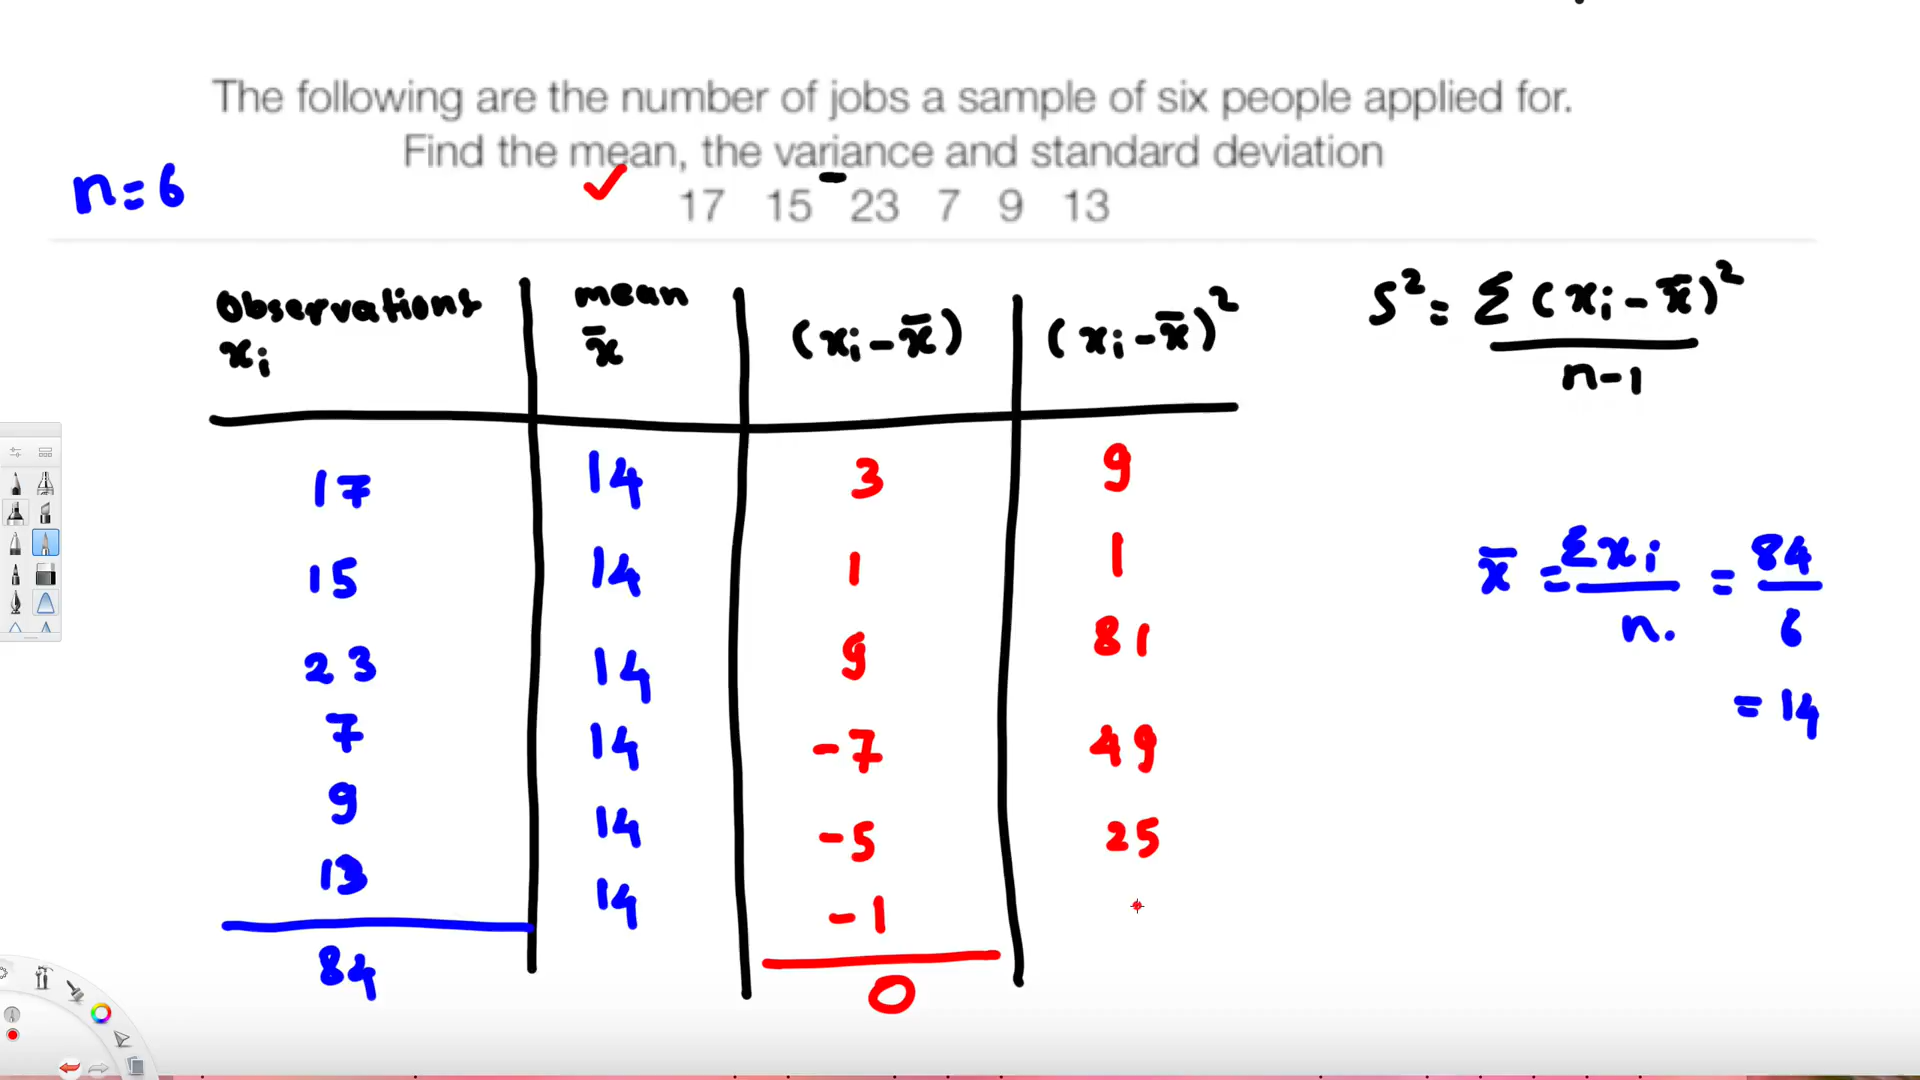 The following are the number of jobs a sample of six people applied for.
Find the mean, the variance and standard deviation
n=6
17 15 23 7 9 13
Observations mean
xᵢ x̄ (xᵢ-x̄) (xᵢ-x̄)²
S² = Σ(xᵢ-x̄)²
n-1
17 14 3 9
15 14 1 1
23 14 9 81
7 14 -7 49
9 14 -5 25
13 14 -1
84 0
x̄ = Σxᵢ = 84
n. 6
= 14